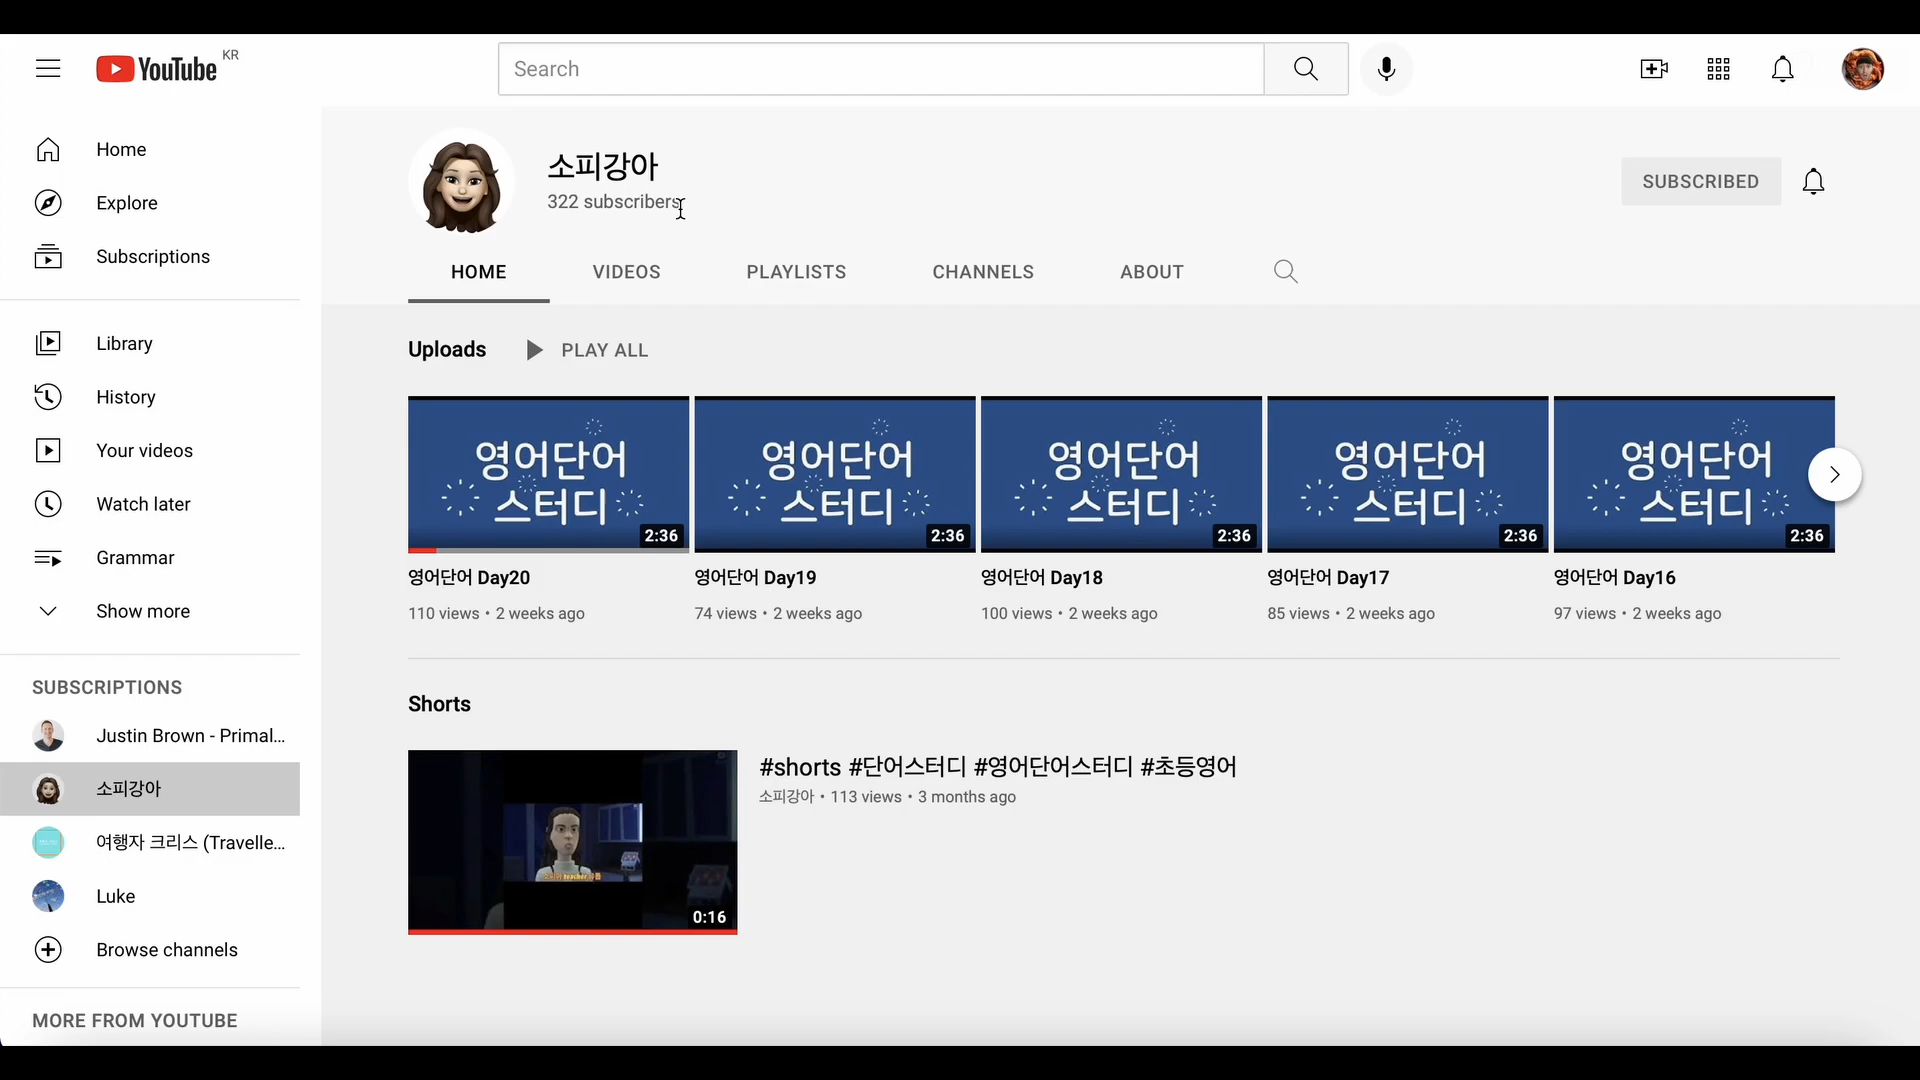 YouTube KR
Search
Home
Explore
Subscriptions
Library
History
Your videos
Watch later
Grammar
Show more
SUBSCRIPTIONS
Justin Brown - Primal...
소피강아
여행자 크리스 (Travelle...
Luke
Browse channels
MORE FROM YOUTUBE
소피강아
322 subscribers
SUBSCRIBED
HOME VIDEOS PLAYLISTS CHANNELS ABOUT
Uploads PLAY ALL
영어단어
스터디
2:36
영어단어 Day20
110 views • 2 weeks ago
영어단어
스터디
2:36
영어단어 Day19
74 views • 2 weeks ago
영어단어
스터디
2:36
영어단어 Day18
100 views • 2 weeks ago
영어단어
스터디
2:36
영어단어 Day17
85 views • 2 weeks ago
영어단어
스터디
2:36
영어단어 Day16
97 views • 2 weeks ago
Shorts
0:16
#shorts #단어스터디 #영어단어스터디 #초등영어
소피강아 • 113 views • 3 months ago